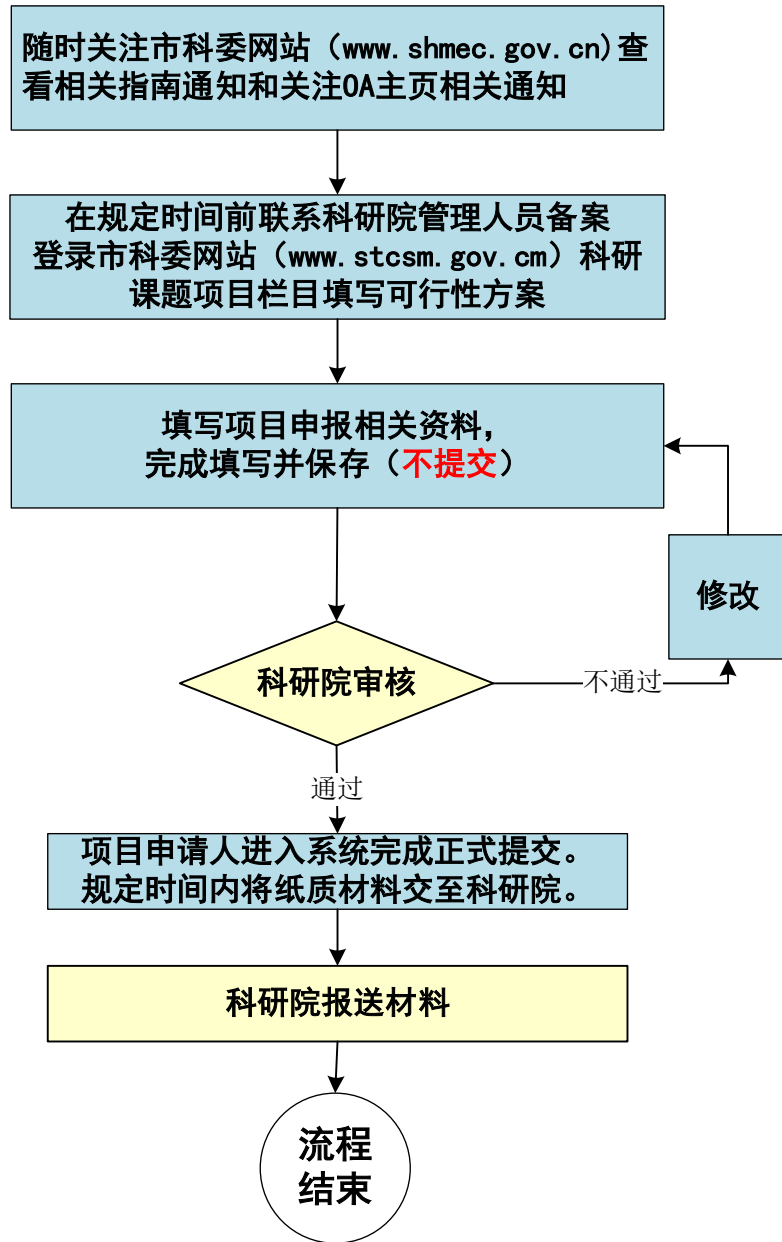 随时关注市科委网站（www.shmec.gov.cn)查
看相关指南通知和关注OA主页相关通知
在规定时间前联系科研院管理人员备案
登录市科委网站（www.stcsm.gov.cm）科研
课题项目栏目填写可行性方案
填写项目申报相关资料，
完成填写并保存（不提交）
修改
科研院审核
不通过
通过
项目申请人进入系统完成正式提交。
规定时间内将纸质材料交至科研院。
科研院报送材料
流程
结束